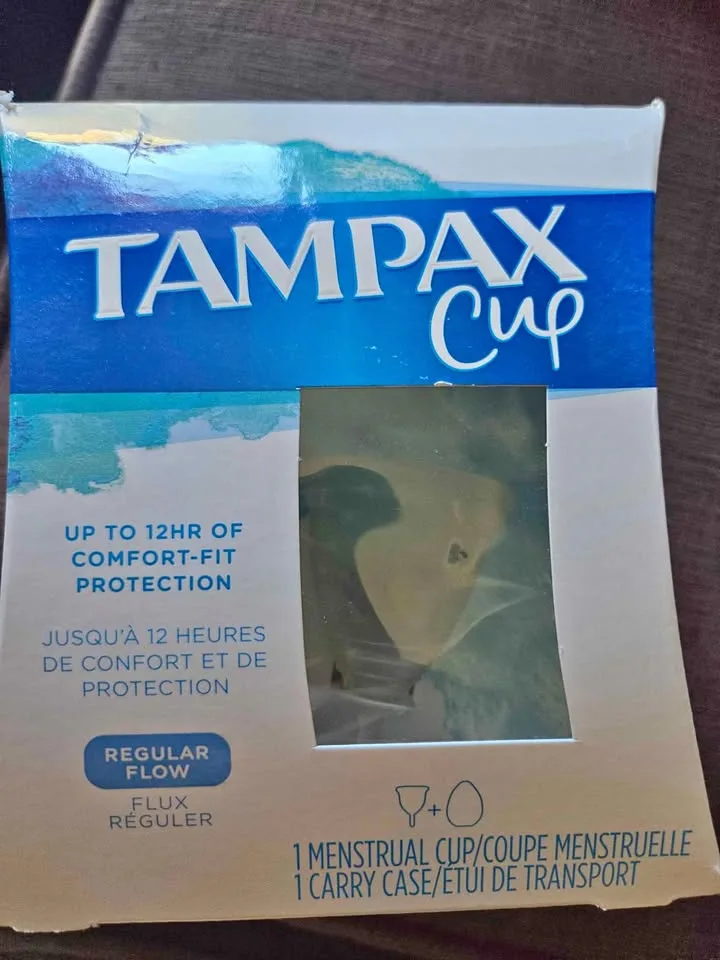 TAMPAX
Cup
UP TO 12HR OF
COMFORT-FIT
PROTECTION
JUSQU'À 12 HEURES
DE CONFORT ET DE
PROTECTION
REGULAR
FLOW
FLUX
RÉGULER
+
1 MENSTRUAL CUP/COUPE MENSTRUELLE
1 CARRY CASE/ÉTUI DE TRANSPORT